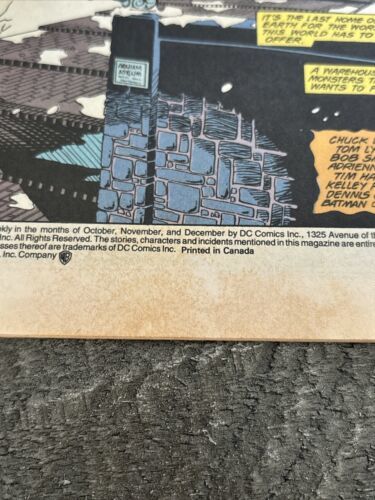 IT'S THE LAST HOME O
EARTH FOR THE WOR
THIS WORLD HAS TO
OFFER.
ARKHAM
ASYLUM
A WAREHOUS
MONSTERS T
WANTS TO F
CHUCK
TOM LY
BOB S
ADRIENN
TIM HA
KELLEY
DENNIS
BATMAN
kly in the months of October, November, and December by DC Comics Inc., 1325 Avenue of th
Inc. All Rights Reserved. The stories, characters and incidents mentioned in this magazine are entire
sses thereof are trademarks of DC Comics Inc. Printed in Canada
Inc. Company